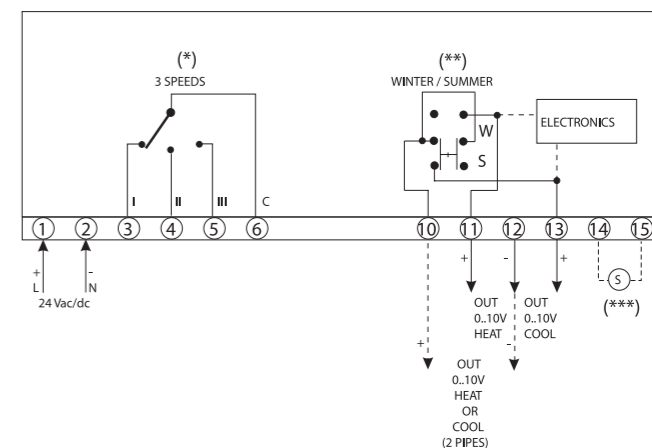 (*)
3 SPEEDS
(**)
WINTER / SUMMER
ELECTRONICS
W
S
I II III C
1 2 3 4 5 6 10 11 12 13 14 15
+ -
L N
24 Vac/dc
+ - +
S
(***)
OUT
0..10V
HEAT
OUT
0..10V
COOL
+ -
OUT
0..10V
HEAT
OR
COOL
(2 PIPES)